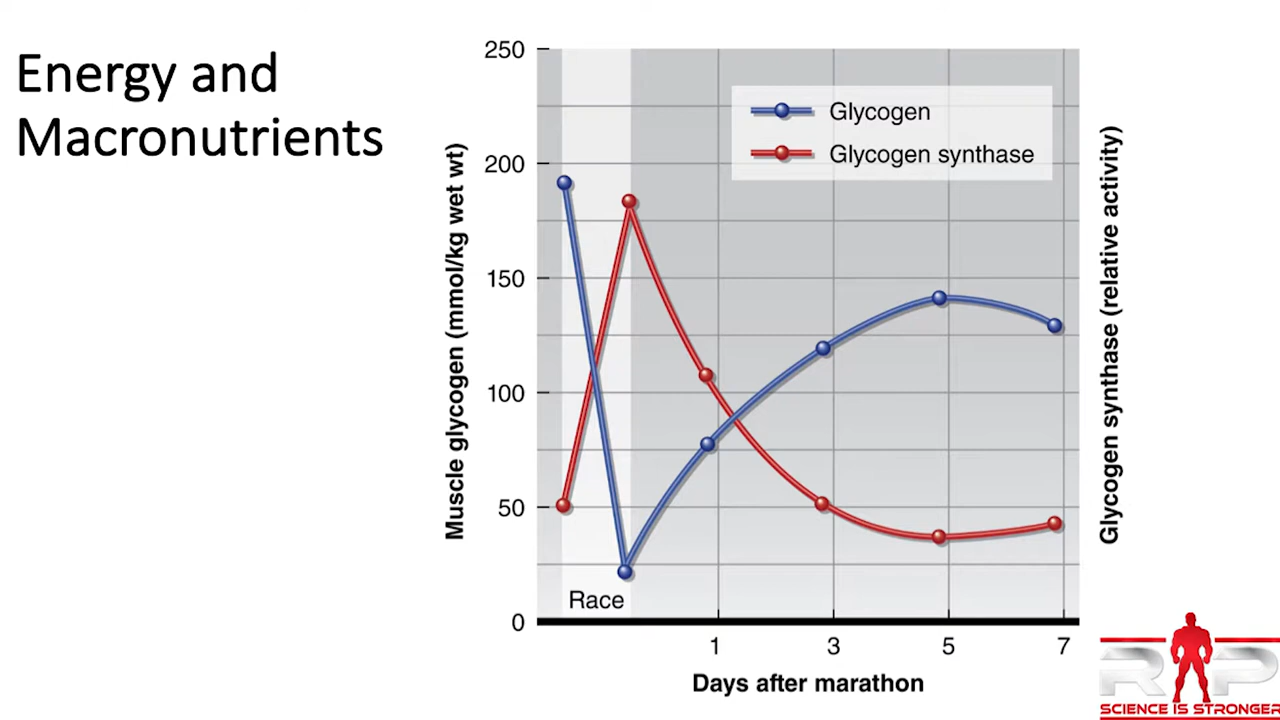 Energy and
Macronutrients
250
200
150
100
50
0
Muscle glycogen (mmol/kg wet wt)
Glycogen
Glycogen synthase
Race
1 3 5 7
Days after marathon
Glycogen synthase (relative activity)
RP
SCIENCE IS STRONGER